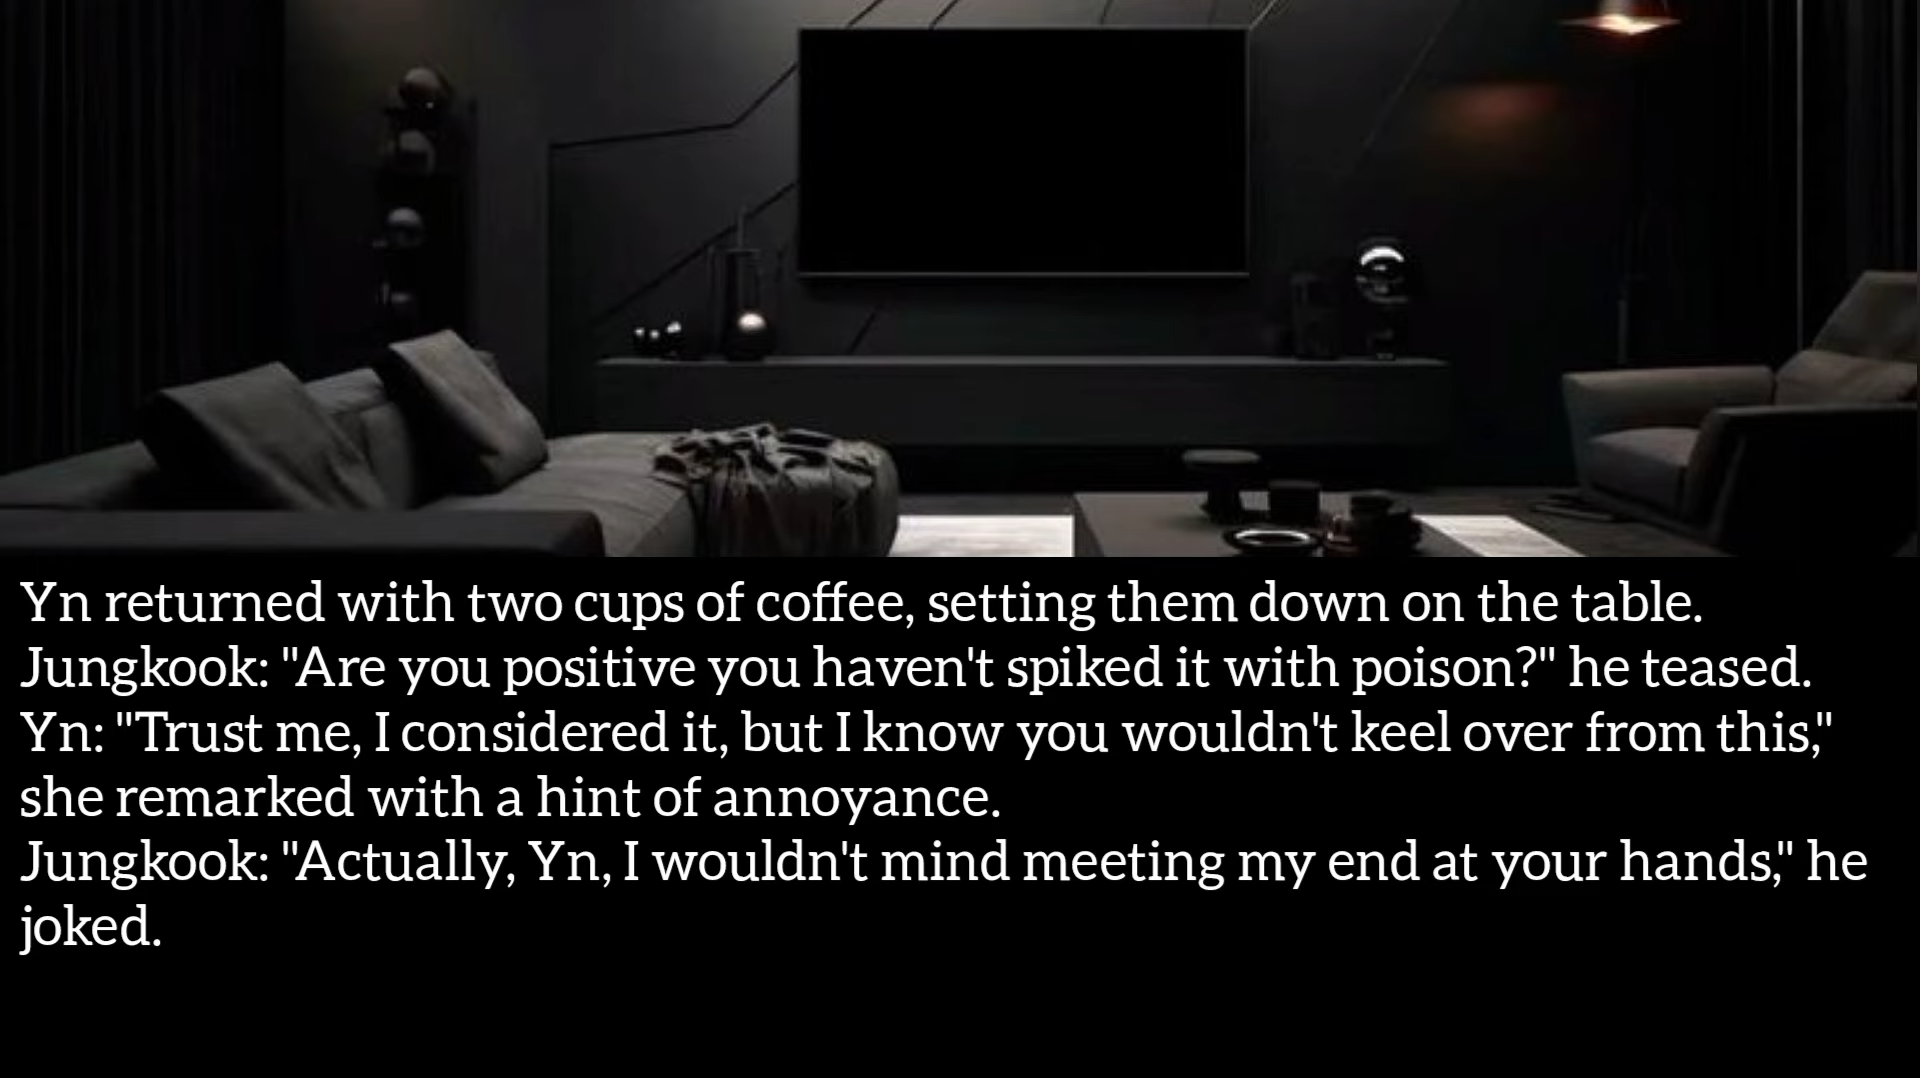 Yn returned with two cups of coffee, setting them down on the table.
Jungkook: "Are you positive you haven't spiked it with poison?" he teased.
Yn: "Trust me, I considered it, but I know you wouldn't keel over from this,"
she remarked with a hint of annoyance.
Jungkook: "Actually, Yn, I wouldn't mind meeting my end at your hands," he
joked.